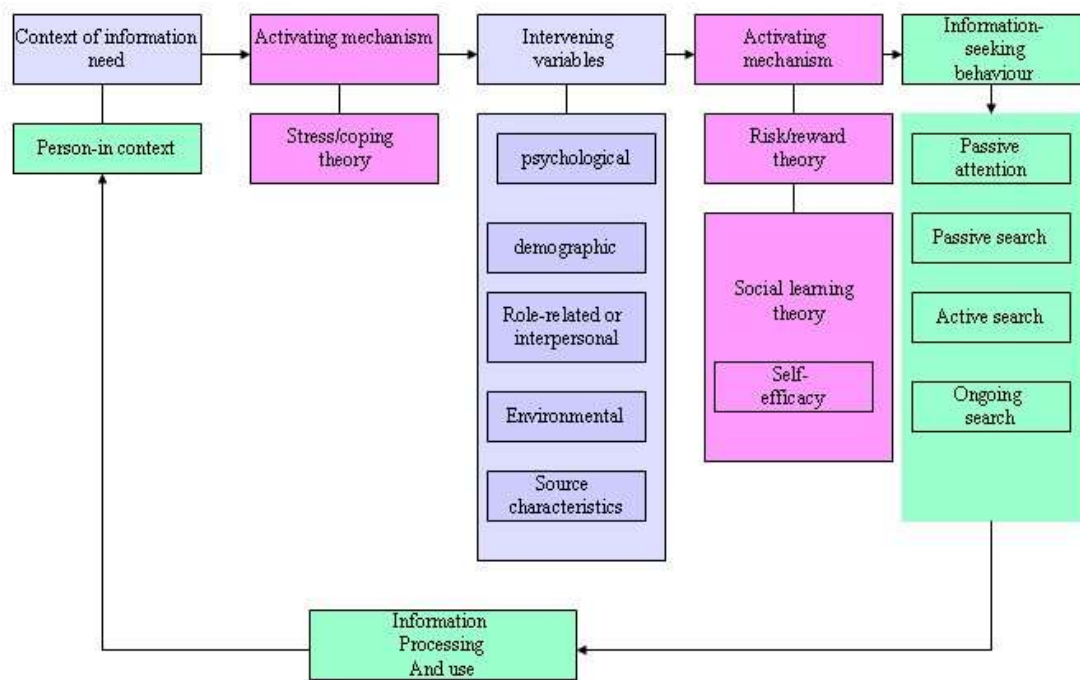 Context of information
need
Activating mechanism
Intervening
variables
Activating
mechanism
Information-
seeking
behaviour
Person-in context
Stress/coping
theory
psychological
demographic
Role-related or
interpersonal
Environmental
Source
characteristics
Risk/reward
theory
Social learning
theory
Self-
efficacy
Passive
attention
Passive search
Active search
Ongoing
search
Information
Processing
And use